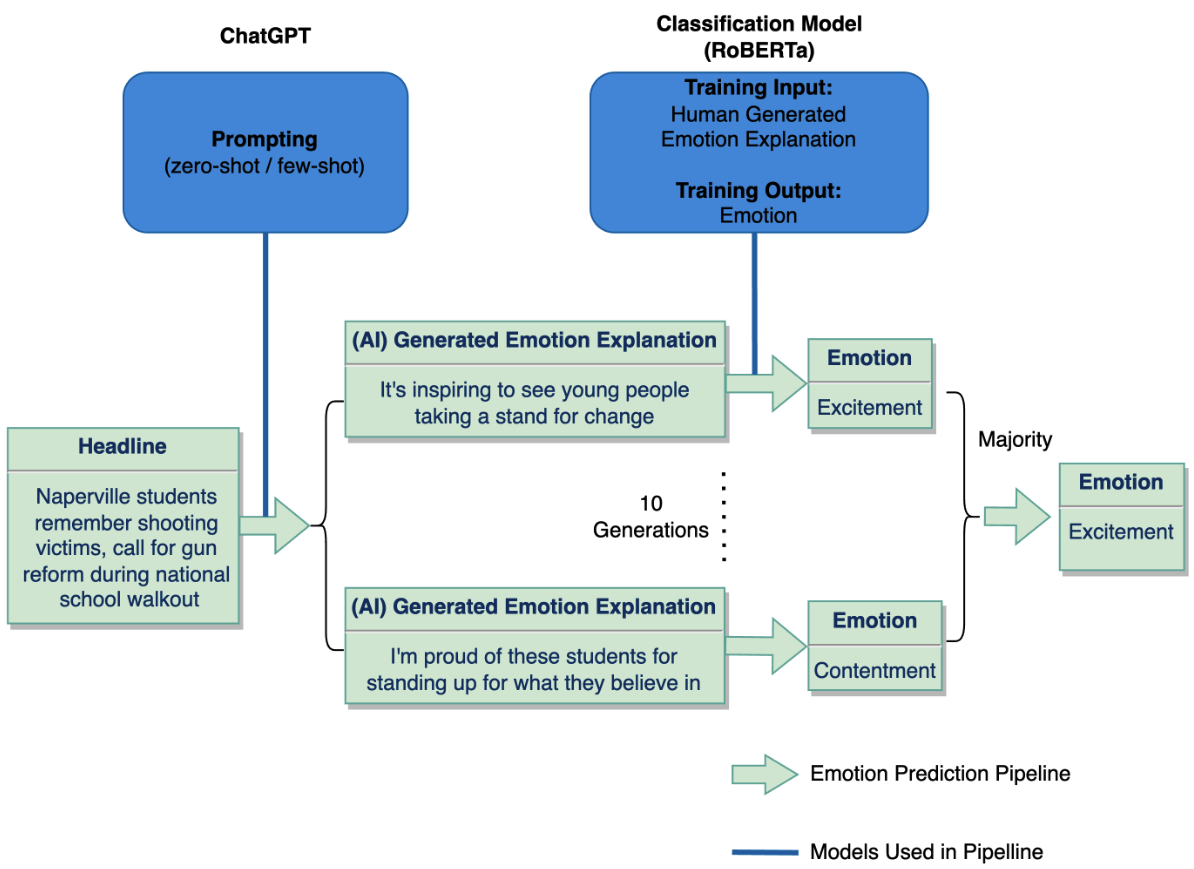 ChatGPT
Classification Model
(RoBERTa)
Prompting
(zero-shot / few-shot)
Training Input:
Human Generated
Emotion Explanation
Training Output:
Emotion
Headline
Naperville students
remember shooting
victims, call for gun
reform during national
school walkout
(AI) Generated Emotion Explanation
It's inspiring to see young people
taking a stand for change
Emotion
Excitement
10
Generations
(AI) Generated Emotion Explanation
I'm proud of these students for
standing up for what they believe in
Emotion
Contentment
Majority
Emotion
Excitement
Emotion Prediction Pipeline
Models Used in Pipelline